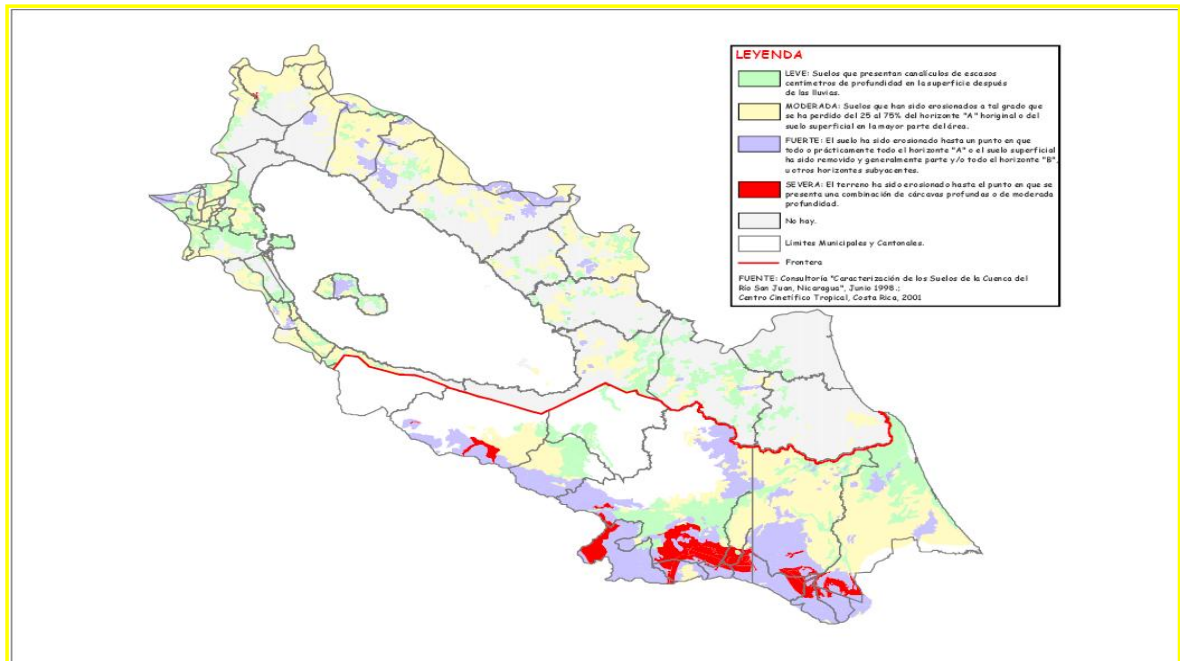 LEYENDA
LEVE: Suelos que presentan canalículos de escasos
centímetros de profundidad en la superficie después
de las lluvias.
MODERADA: Suelos que han sido erosionados a tal grado que
se ha perdido del 25 al 75% del horizonte "A" horiginal o del
suelo superficial en la mayor parte del área.
FUERTE: El suelo ha sido erosionado hasta un punto en que
todo o prácticamente todo el horizonte "A" o el suelo superficial
ha sido removido y generalmente parte y/o todo el horizonte "B",
u otros horizontes subyacentes.
SEVERA: El terreno ha sido erosionado hasta el punto en que se
presenta una combinación de cárcavas profundas o de moderada
profundidad.
No hay.
Límites Municipales y Cantonales.
Frontera
FUENTE: Consultoría "Caracterización de los Suelos de la Cuenca del
Río San Juan, Nicaragua", Junio 1998.;
Centro Cinetífico Tropical, Costa Rica, 2001